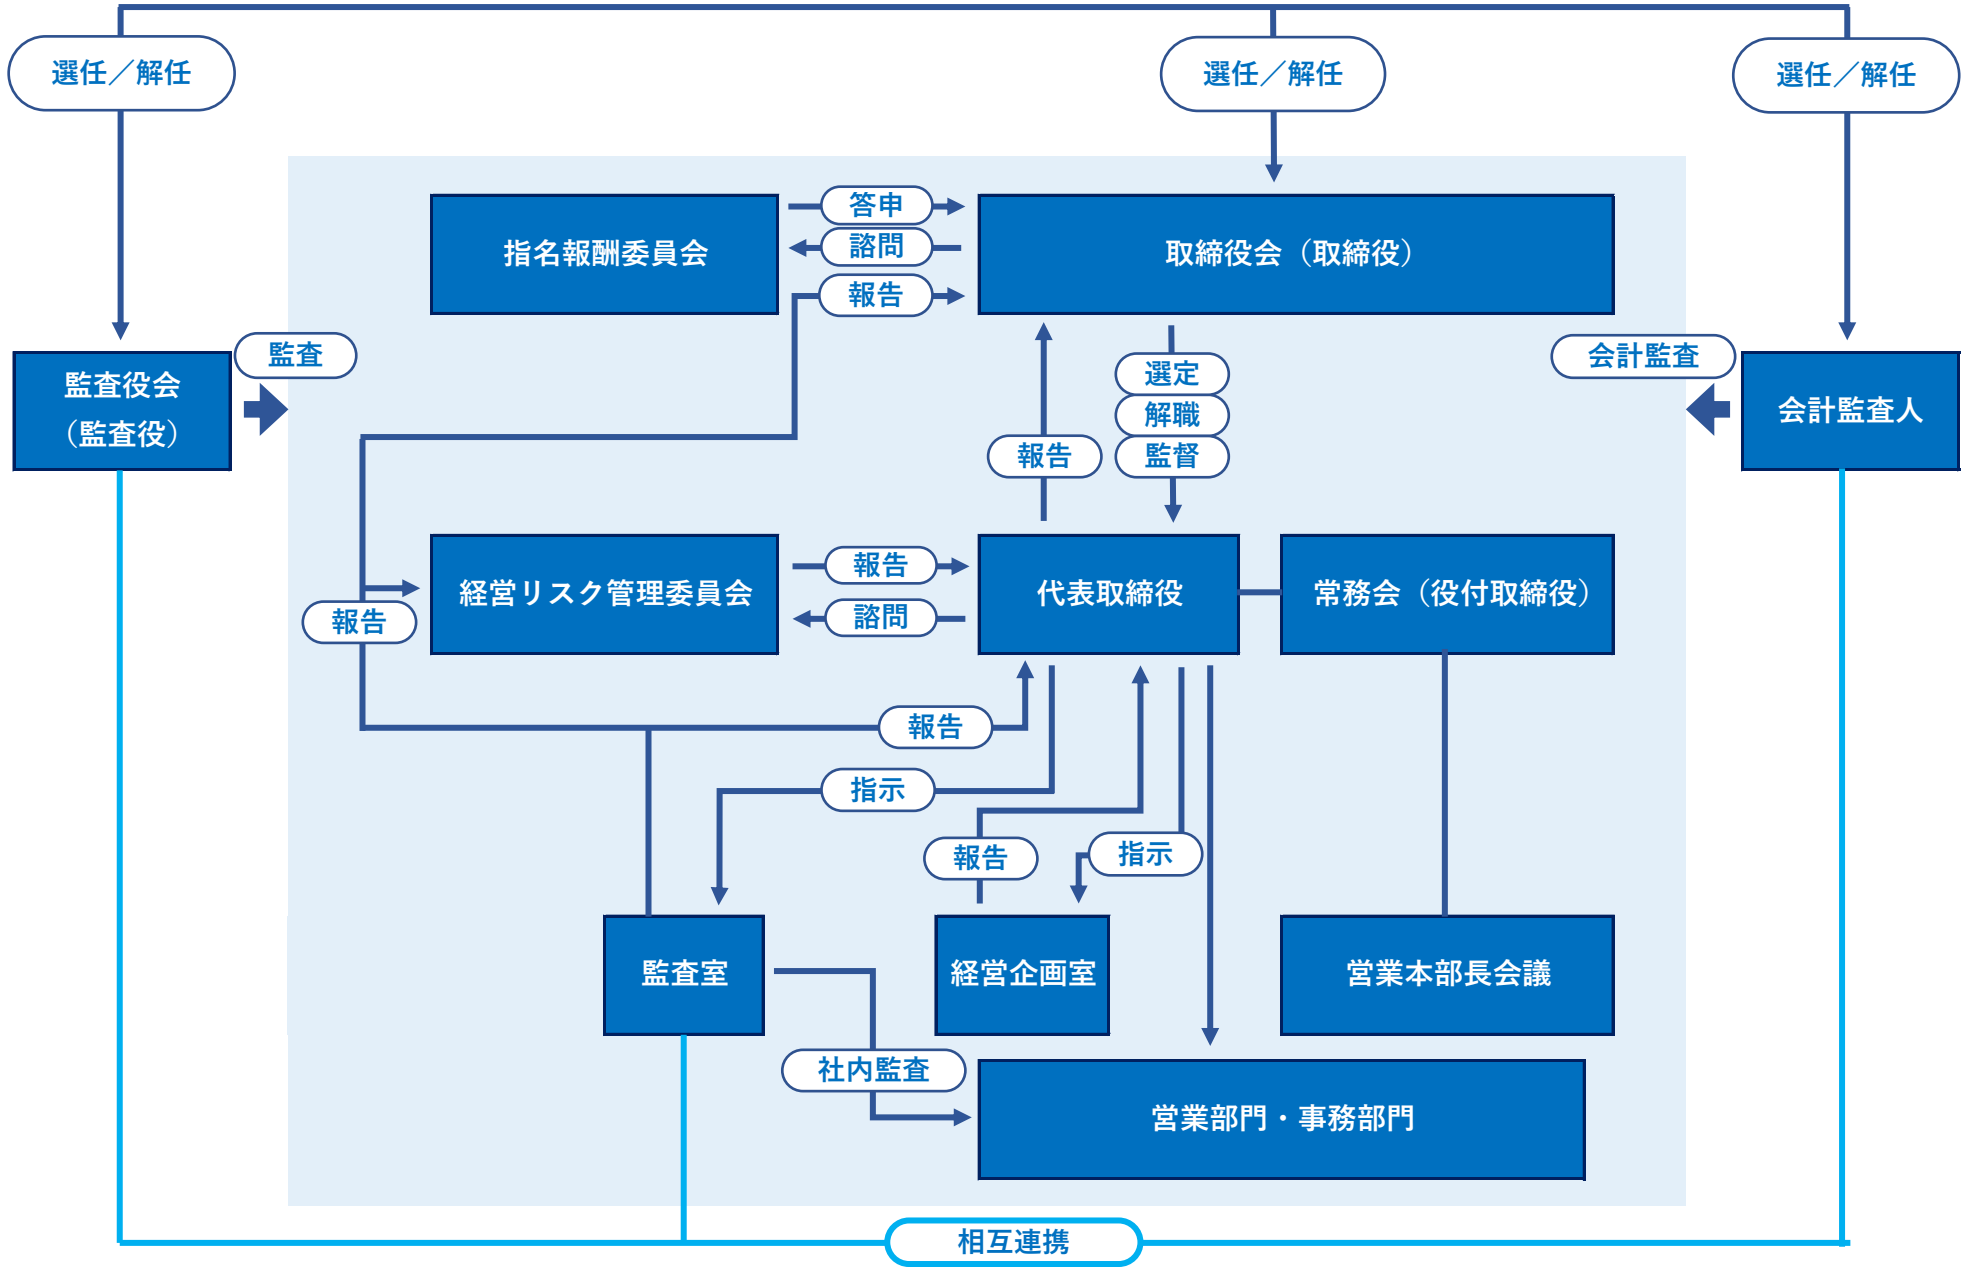 選任／解任
選任／解任
選任／解任
答申
諮問
報告
指名報酬委員会
取締役会（取締役）
監査
会計監査
監査役会
（監査役）
会計監査人
選定
解職
監督
報告
経営リスク管理委員会
報告
諮問
代表取締役
常務会（役付取締役）
報告
報告
指示
報告
指示
監査室
経営企画室
営業本部長会議
社内監査
営業部門・事務部門
相互連携